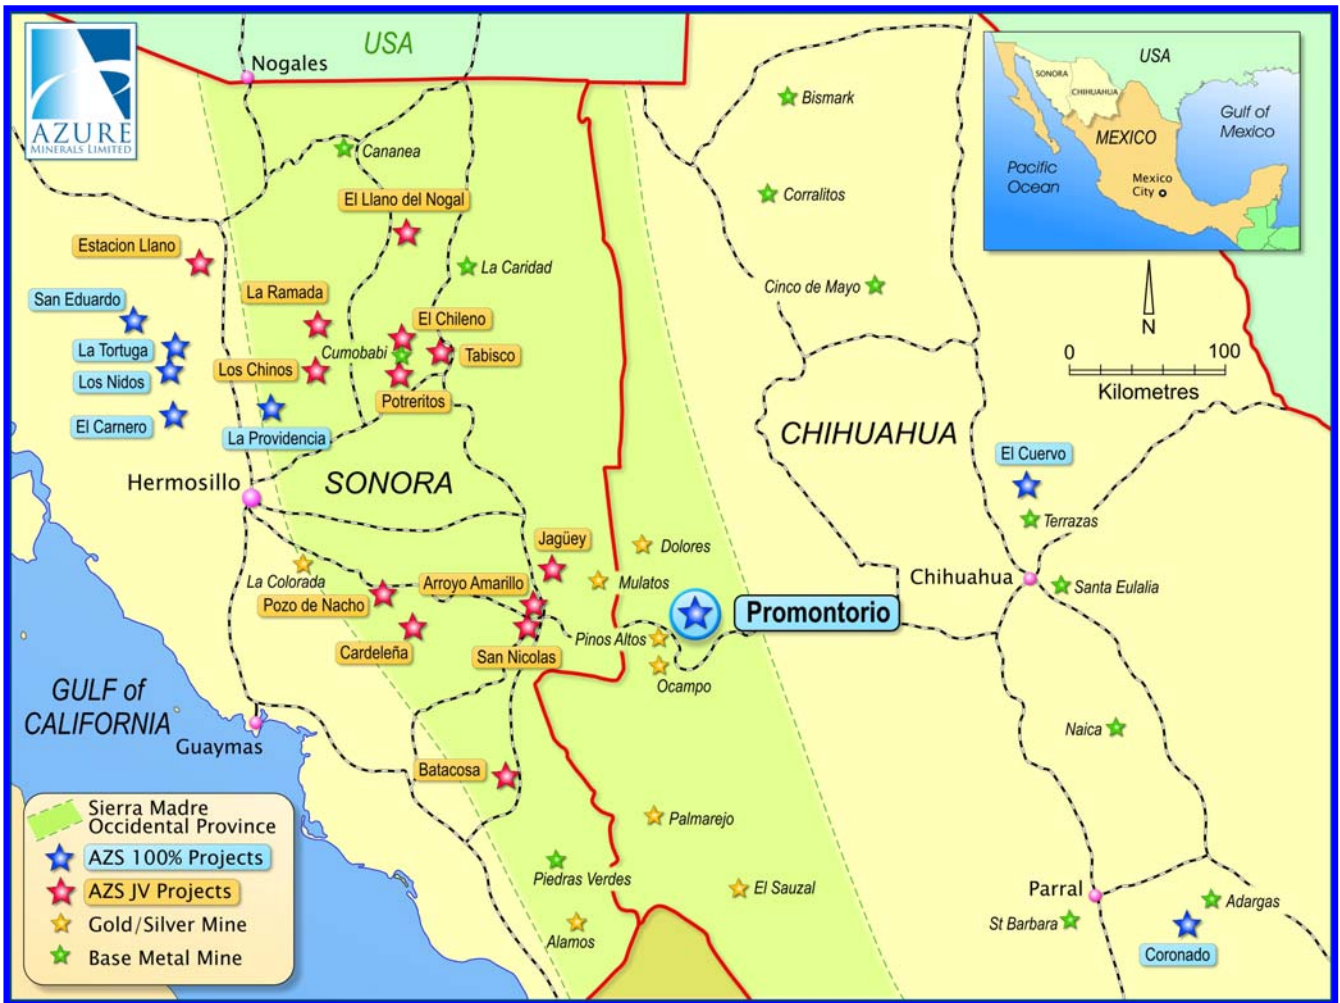 AZURE
MINERALS LIMITED
USA
Nogales
Cananea
El Llano del Nogal
Estacion Llano
La Caridad
San Eduardo
La Ramada
El Chileno
La Tortuga
Cumobabi
Tabisco
Los Nidos
Los Chinos
Potreritos
El Carnero
La Providencia
Hermosillo
SONORA
Jagüey
La Colorada
Arroyo Amarillo
Pozo de Nacho
Cardeleña
San Nicolas
GULF of
CALIFORNIA
Guaymas
Batacosa
Piedras Verdes
Alamos
Bismark
Corralitos
Cinco de Mayo
CHIHUAHUA
Dolores
Mulatos
Promontorio
Pinos Altos
Ocampo
Palmarejo
El Sauzal
El Cuervo
Terrazas
Chihuahua
Santa Eulalia
Naica
Parral
St Barbara
Adargas
Coronado
USA
SONORA
CHIHUAHUA
Gulf of
Mexico
MEXICO
Pacific
Ocean
Mexico
City
N
0 100
Kilometres
Sierra Madre
Occidental Province
AZS 100% Projects
AZS JV Projects
Gold/Silver Mine
Base Metal Mine